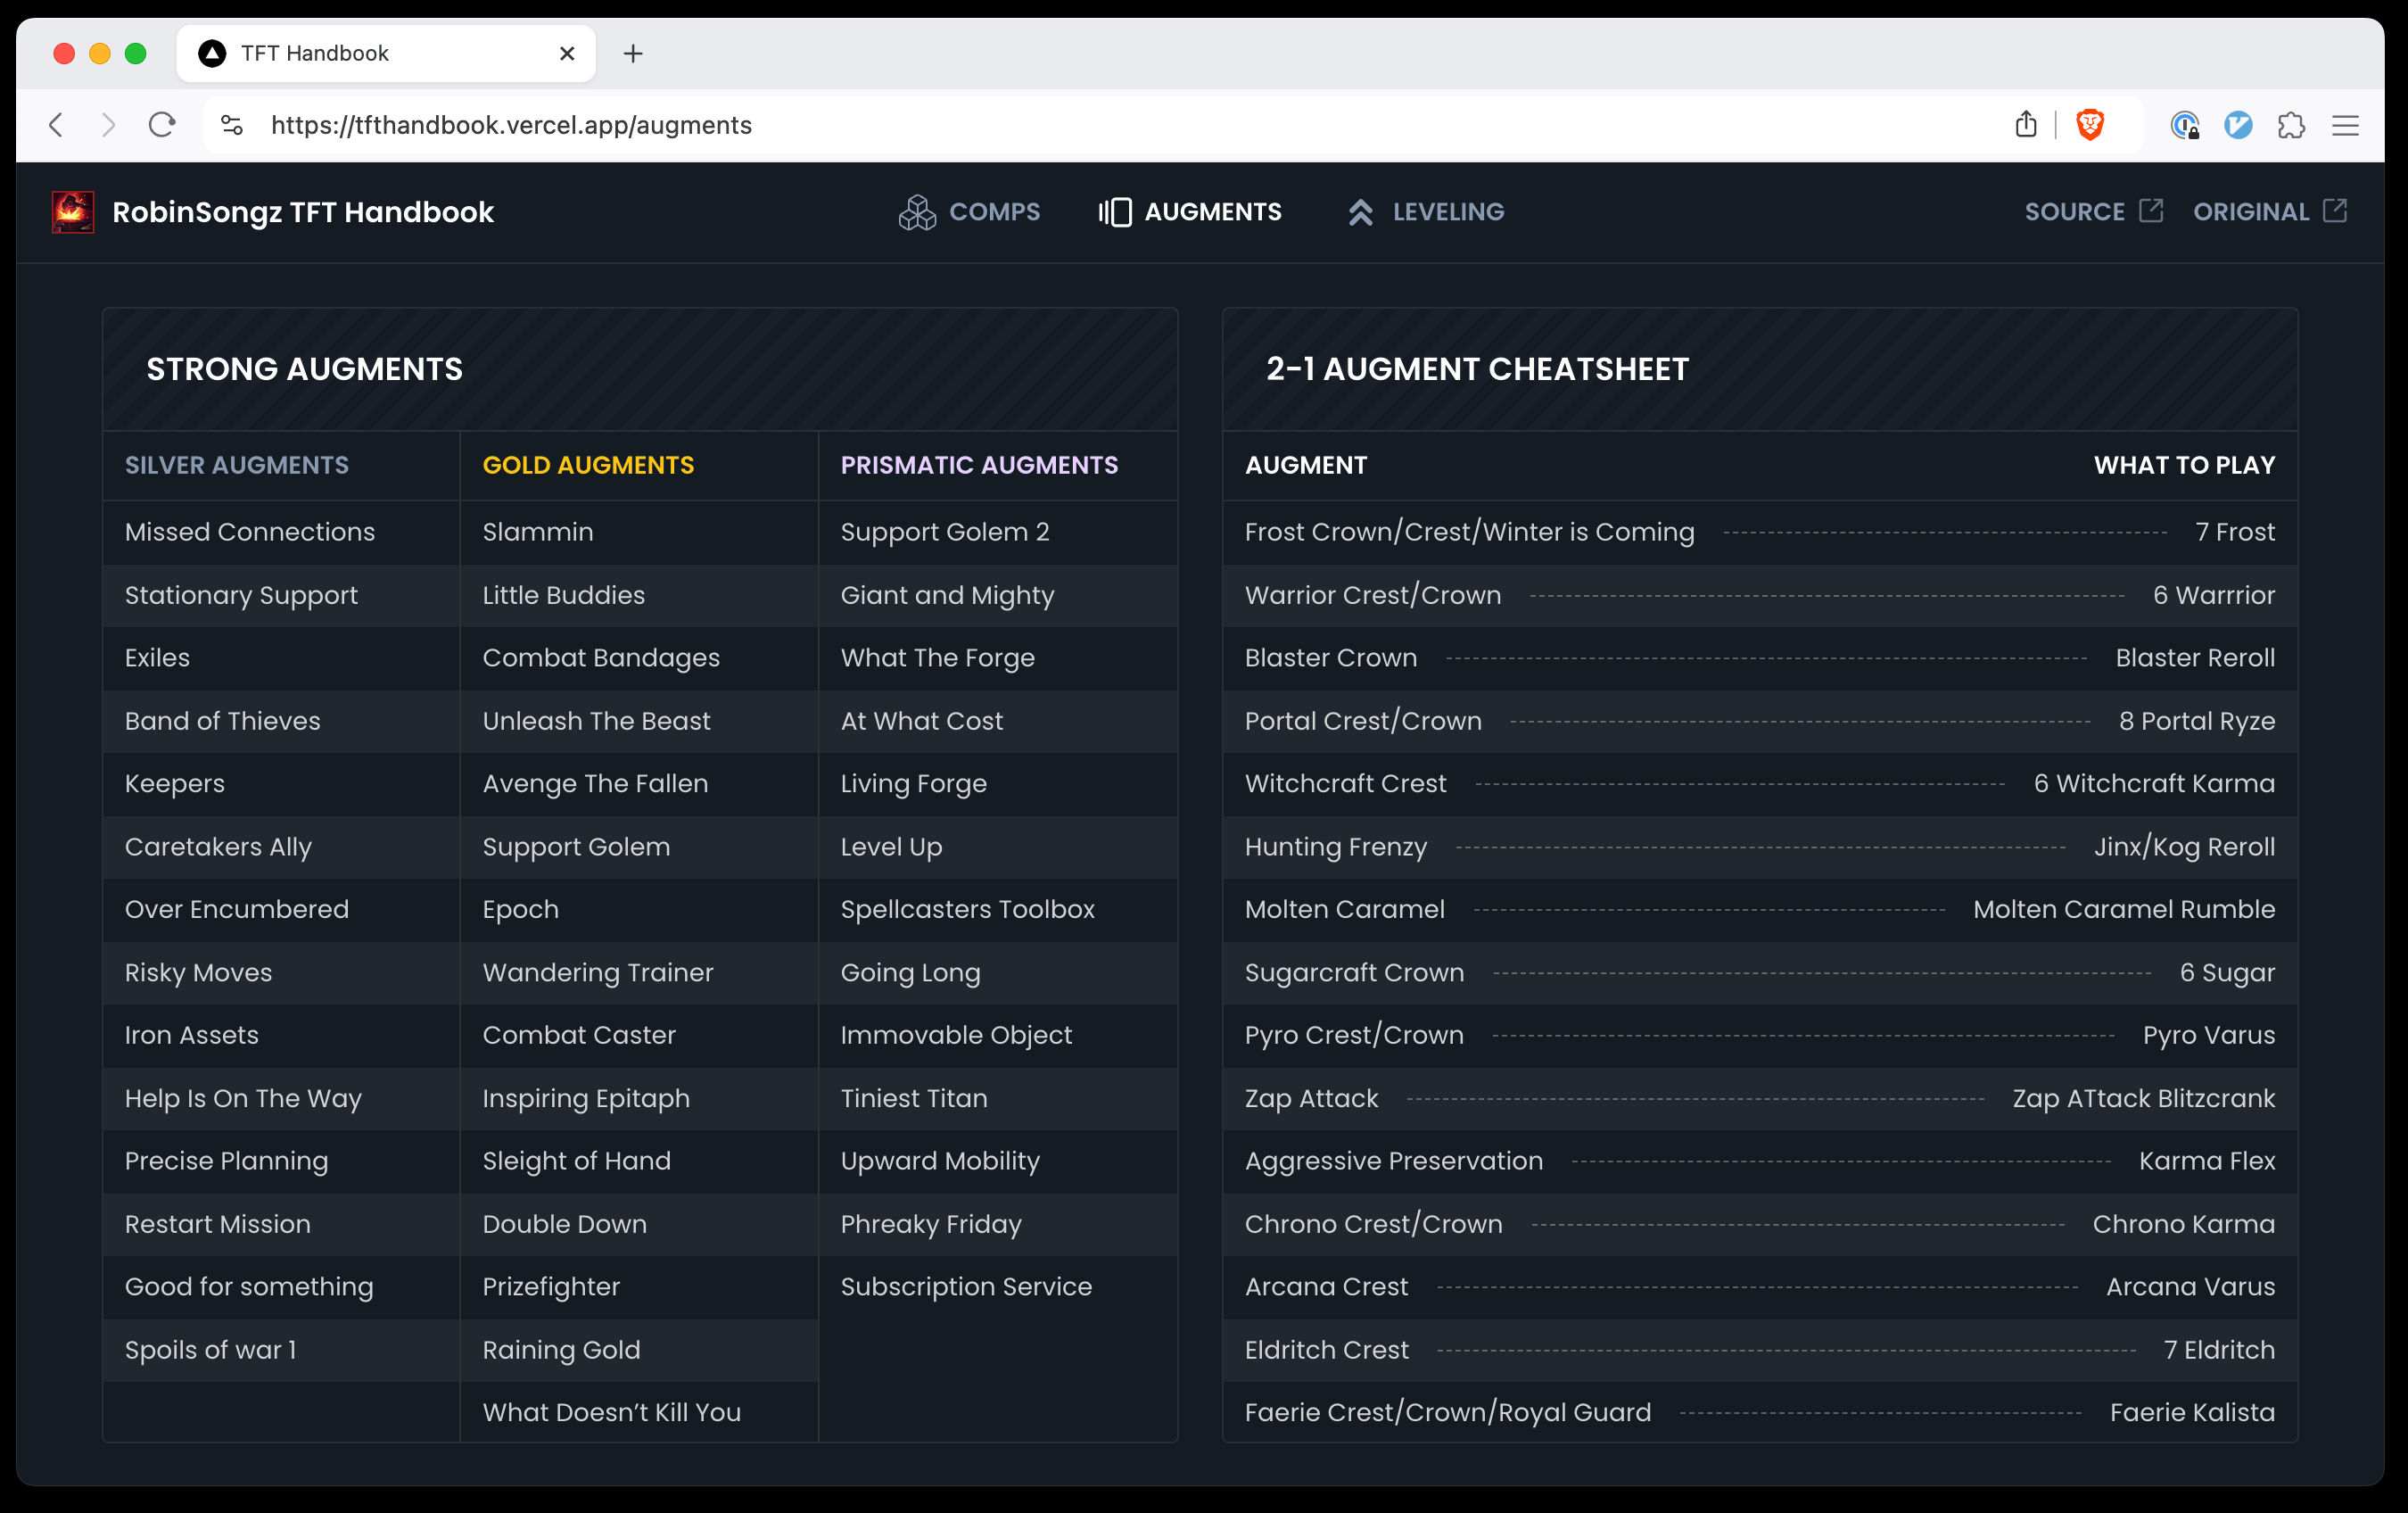 TFT Handbook
https://tfthandbook.vercel.app/augments
RobinSongz TFT Handbook
COMPS
AUGMENTS
LEVELING
SOURCE
ORIGINAL
STRONG AUGMENTS
SILVER AUGMENTS
Missed Connections
Stationary Support
Exiles
Band of Thieves
Keepers
Caretakers Ally
Over Encumbered
Risky Moves
Iron Assets
Help Is On The Way
Precise Planning
Restart Mission
Good for something
Spoils of war 1
GOLD AUGMENTS
Slammin
Little Buddies
Combat Bandages
Unleash The Beast
Avenge The Fallen
Support Golem
Epoch
Wandering Trainer
Combat Caster
Inspiring Epitaph
Sleight of Hand
Double Down
Prizefighter
Raining Gold
What Doesn’t Kill You
PRISMATIC AUGMENTS
Support Golem 2
Giant and Mighty
What The Forge
At What Cost
Living Forge
Level Up
Spellcasters Toolbox
Going Long
Immovable Object
Tiniest Titan
Upward Mobility
Phreaky Friday
Subscription Service
2-1 AUGMENT CHEATSHEET
AUGMENT WHAT TO PLAY
Frost Crown/Crest/Winter is Coming 7 Frost
Warrior Crest/Crown 6 Warrrior
Blaster Crown Blaster Reroll
Portal Crest/Crown 8 Portal Ryze
Witchcraft Crest 6 Witchcraft Karma
Hunting Frenzy Jinx/Kog Reroll
Molten Caramel Molten Caramel Rumble
Sugarcraft Crown 6 Sugar
Pyro Crest/Crown Pyro Varus
Zap Attack Zap ATtack Blitzcrank
Aggressive Preservation Karma Flex
Chrono Crest/Crown Chrono Karma
Arcana Crest Arcana Varus
Eldritch Crest 7 Eldritch
Faerie Crest/Crown/Royal Guard Faerie Kalista